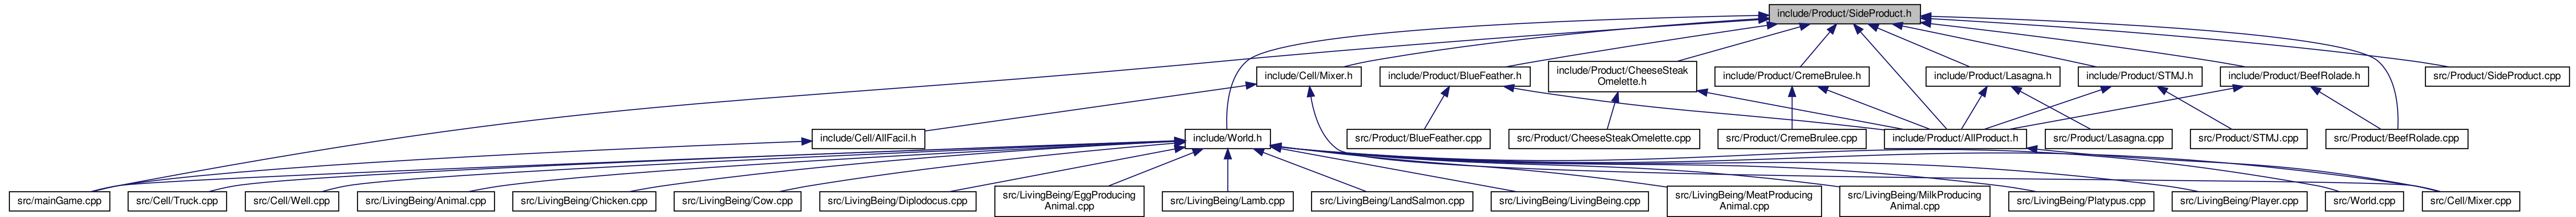 include/Product/SideProduct.h
include/Cell/Mixer.h
include/Product/BlueFeather.h
include/Product/CheeseSteak
Omelette.h
include/Product/CremeBrulee.h
include/Product/Lasagna.h
include/Product/STMJ.h
include/Product/BeefRolade.h
src/Product/SideProduct.cpp
include/Cell/AllFacil.h
include/World.h
src/Product/BlueFeather.cpp
src/Product/CheeseSteakOmelette.cpp
src/Product/CremeBrulee.cpp
include/Product/AllProduct.h
src/Product/Lasagna.cpp
src/Product/STMJ.cpp
src/Product/BeefRolade.cpp
src/mainGame.cpp
src/Cell/Truck.cpp
src/Cell/Well.cpp
src/LivingBeing/Animal.cpp
src/LivingBeing/Chicken.cpp
src/LivingBeing/Cow.cpp
src/LivingBeing/Diplodocus.cpp
src/LivingBeing/EggProducing
Animal.cpp
src/LivingBeing/Lamb.cpp
src/LivingBeing/LandSalmon.cpp
src/LivingBeing/LivingBeing.cpp
src/LivingBeing/MeatProducing
Animal.cpp
src/LivingBeing/MilkProducing
Animal.cpp
src/LivingBeing/Platypus.cpp
src/LivingBeing/Player.cpp
src/World.cpp
src/Cell/Mixer.cpp